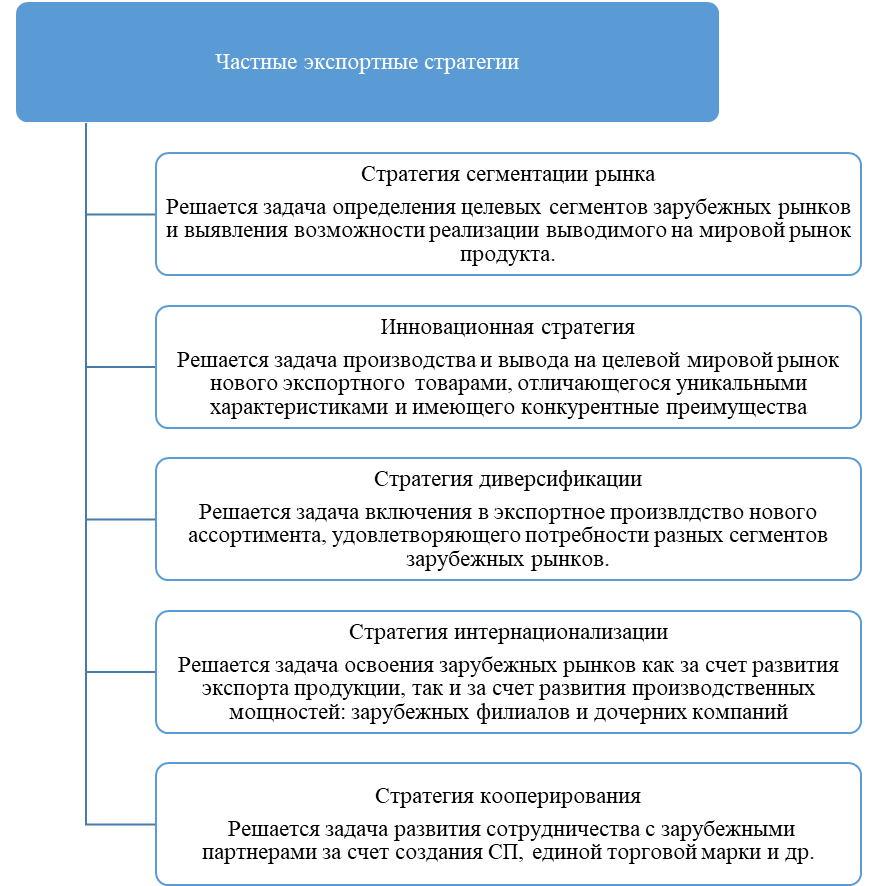 Частные экспортные стратегии
Стратегия сегментации рынка
Решается задача определения целевых сегментов зарубежных рынков
и выявления возможности реализации выводимого на мировой рынок
продукта.
Инновационная стратегия
Решается задача производства и вывода на целевой мировой рынок
нового экспортного товарами, отличающегося уникальными
характеристиками и имеющего конкурентные преимущества
Стратегия диверсификации
Решается задача включения в экспортное произвлдство нового
ассортимента, удовлетворяющего потребности разных сегментов
зарубежных рынков.
Стратегия интернационализации
Решается задача освоения зарубежных рынков как за счет развития
экспорта продукции, так и за счет развития производственных
мощностей: зарубежных филиалов и дочерних компаний
Стратегия кооперирования
Решается задача развития сотрудничества с зарубежными
партнерами за счет создания СП, единой торговой марки и др.